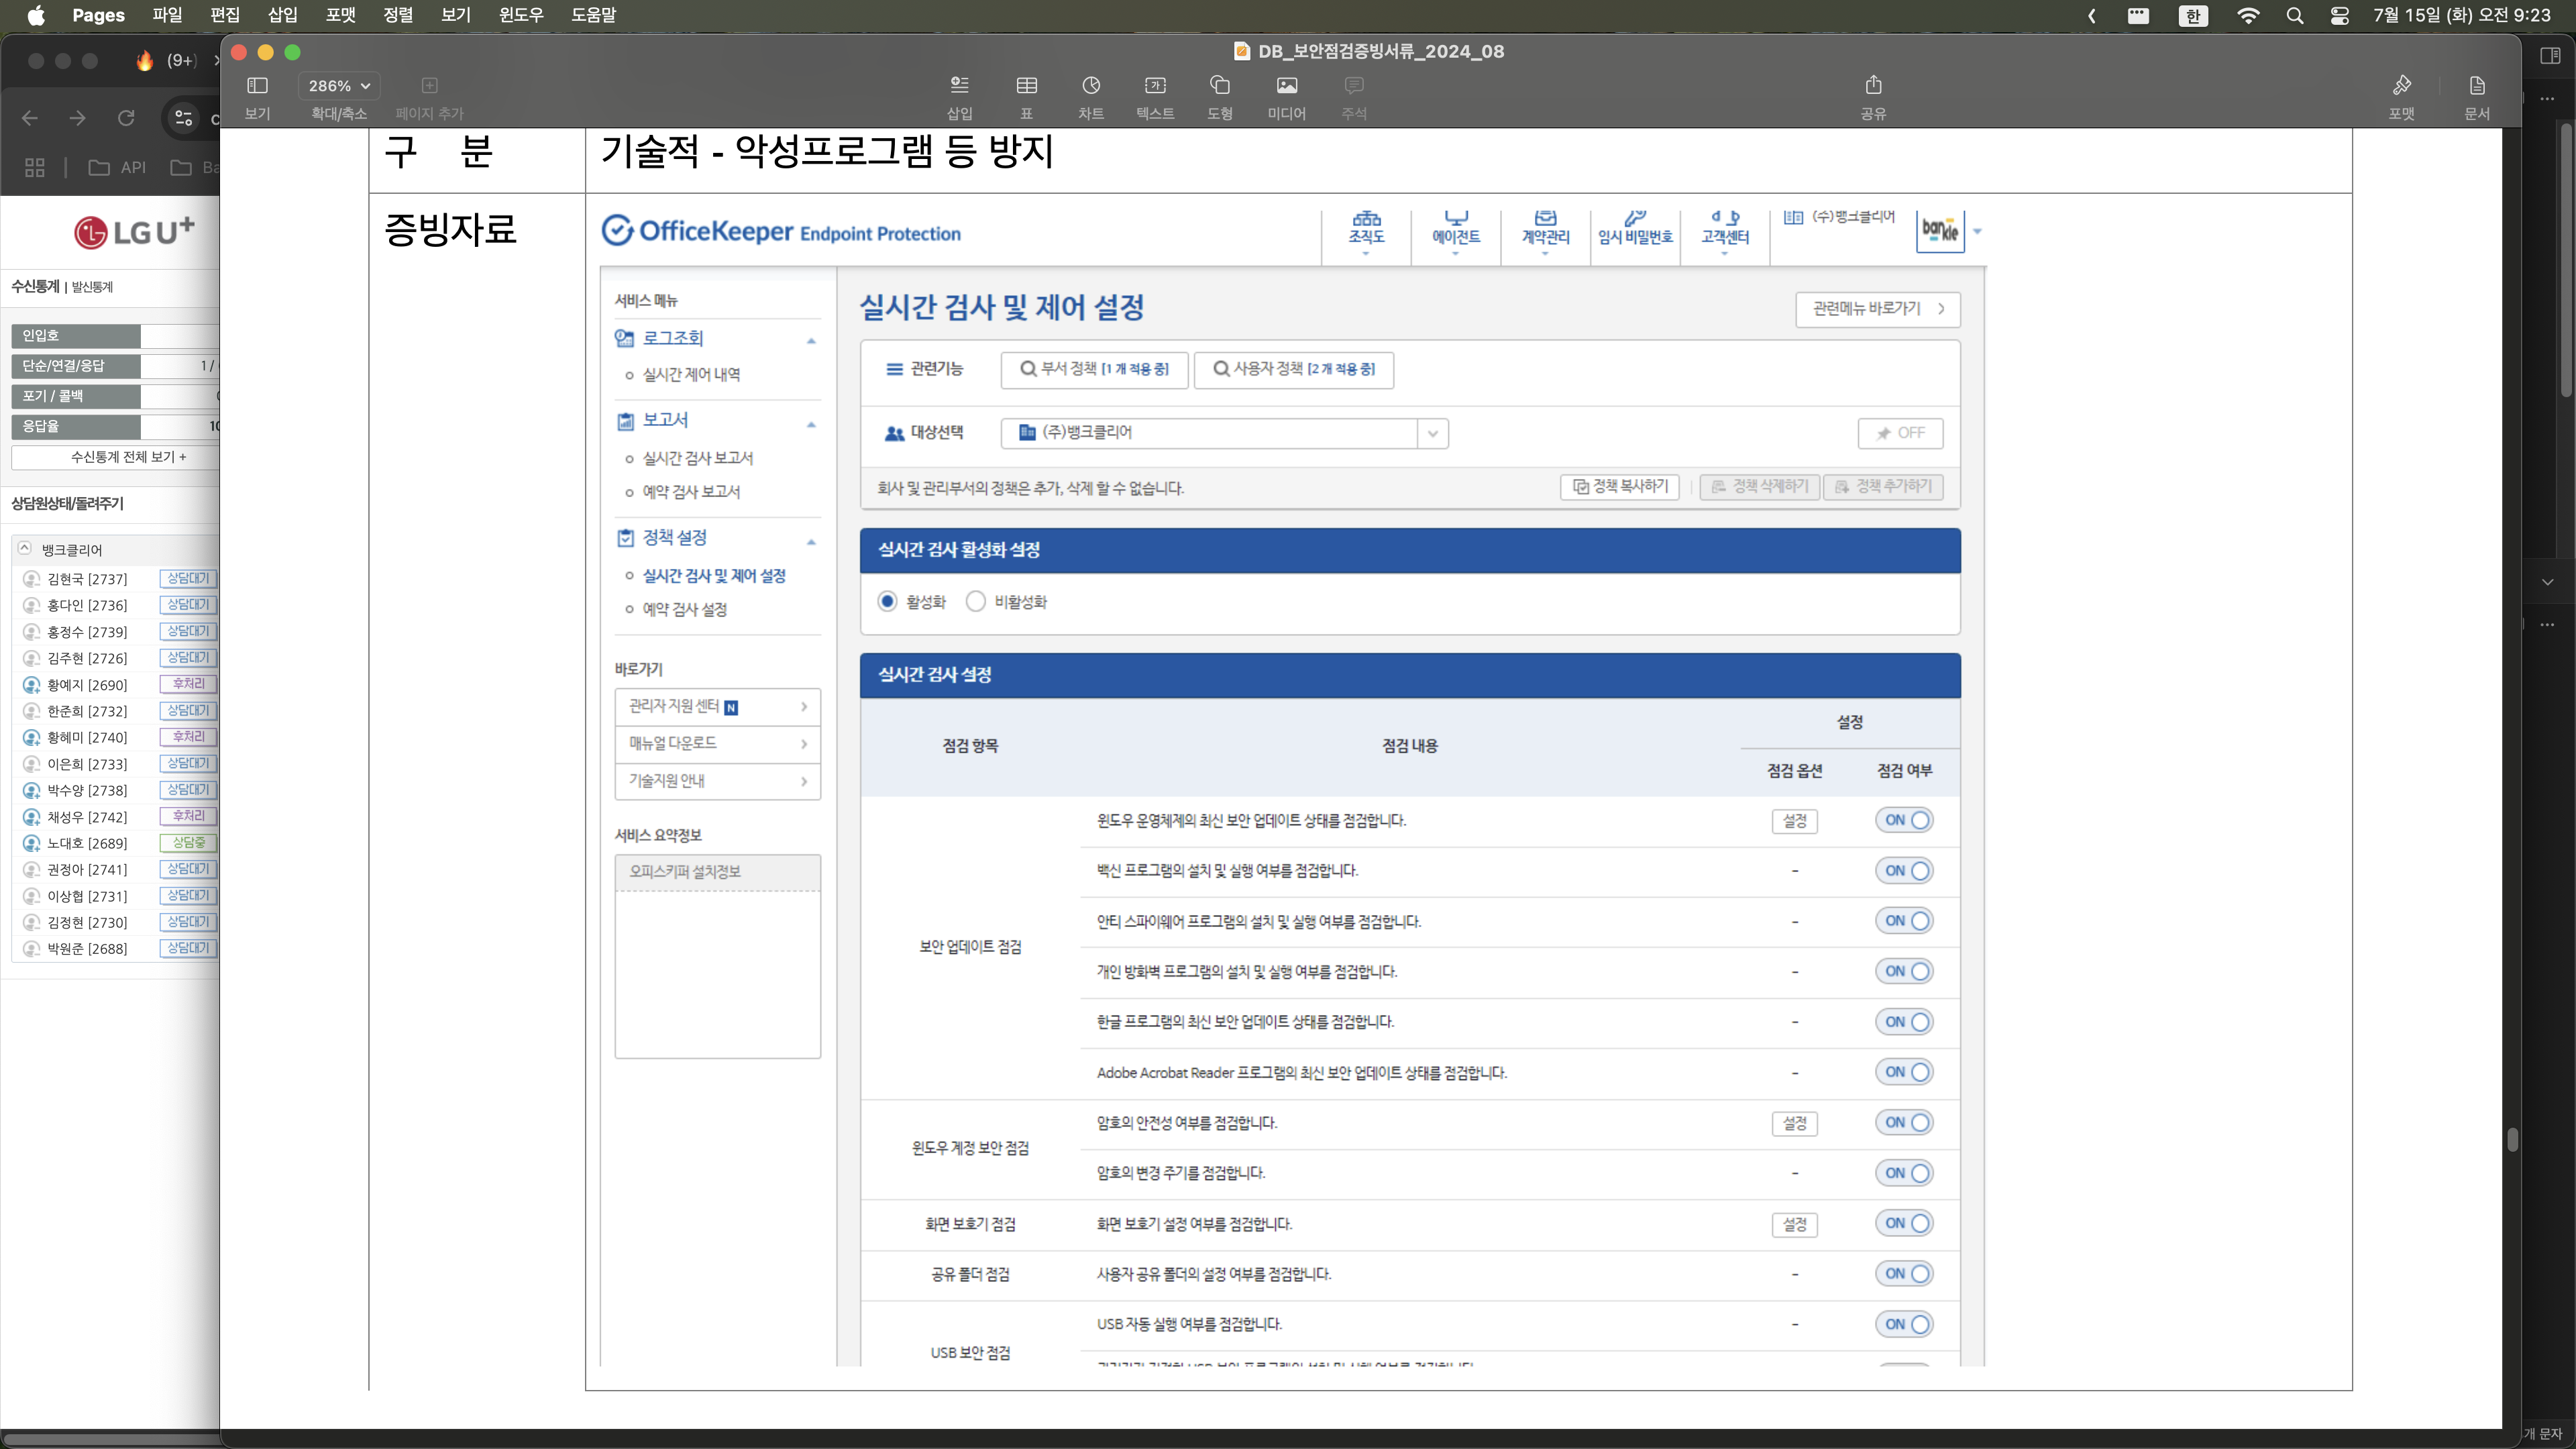 Pages 파일 편집 삽입 포맷 정렬 보기 윈도우 도움말
한 7월 15일 (화) 오전 9:23
(9+)
DB_보안점검증빙서류_2024_08
286%
보기 확대/축소 페이지 추가 삽입 표 차트 텍스트 도형 미디어 주석 공유 포맷 문서
API
LG U+
수신통계 | 발신통계
인입호
단순/연결/응답 1 /
포기 / 콜백
응답율 10
수신통계 전체 보기 +
상담원상태/돌려주기
뱅크클리어
김현국 [2737] 상담대기
홍다인 [2736] 상담대기
홍정수 [2739] 상담대기
김주현 [2726] 상담대기
황예지 [2690] 후처리
한준희 [2732] 상담대기
황혜미 [2740] 후처리
이은희 [2733] 상담대기
박수양 [2738] 상담대기
채성우 [2742] 후처리
노대호 [2689] 상담중
권정아 [2741] 상담대기
이상협 [2731] 상담대기
김정현 [2730] 상담대기
박원준 [2688] 상담대기
구 분 기술적 - 악성프로그램 등 방지
증빙자료
OfficeKeeper Endpoint Protection
조직도 에이전트 계약관리 임시 비밀번호 고객센터 (주)뱅크클리어 bankle
서비스 메뉴
로그조회
실시간 제어 내역
보고서
실시간 검사 보고서
예약 검사 보고서
정책 설정
실시간 검사 및 제어 설정
예약 검사 설정
바로가기
관리자 지원 센터 N
매뉴얼 다운로드
기술지원 안내
서비스 요약정보
오피스키퍼 설치정보
실시간 검사 및 제어 설정
관련메뉴 바로가기
관련기능 부서 정책 [1 개 적용 중] 사용자 정책 [2 개 적용 중]
대상선택 (주)뱅크클리어 OFF
회사 및 관리부서의 정책은 추가, 삭제 할 수 없습니다. 정책 복사하기 정책 삭제하기 정책 추가하기
실시간 검사 활성화 설정
활성화 비활성화
실시간 검사 설정
점검 항목 점검 내용 설정
점검 옵션 점검 여부
보안 업데이트 점검
윈도우 운영체제의 최신 보안 업데이트 상태를 점검합니다. 설정 ON
백신 프로그램의 설치 및 실행 여부를 점검합니다. - ON
안티 스파이웨어 프로그램의 설치 및 실행 여부를 점검합니다. - ON
개인 방화벽 프로그램의 설치 및 실행 여부를 점검합니다. - ON
한글 프로그램의 최신 보안 업데이트 상태를 점검합니다. - ON
Adobe Acrobat Reader 프로그램의 최신 보안 업데이트 상태를 점검합니다. - ON
윈도우 계정 보안 점검
암호의 안전성 여부를 점검합니다. 설정 ON
암호의 변경 주기를 점검합니다. - ON
화면 보호기 점검 화면 보호기 설정 여부를 점검합니다. 설정 ON
공유 폴더 점검 사용자 공유 폴더의 설정 여부를 점검합니다. - ON
USB 보안 점검
USB 자동 실행 여부를 점검합니다. - ON
개 문자